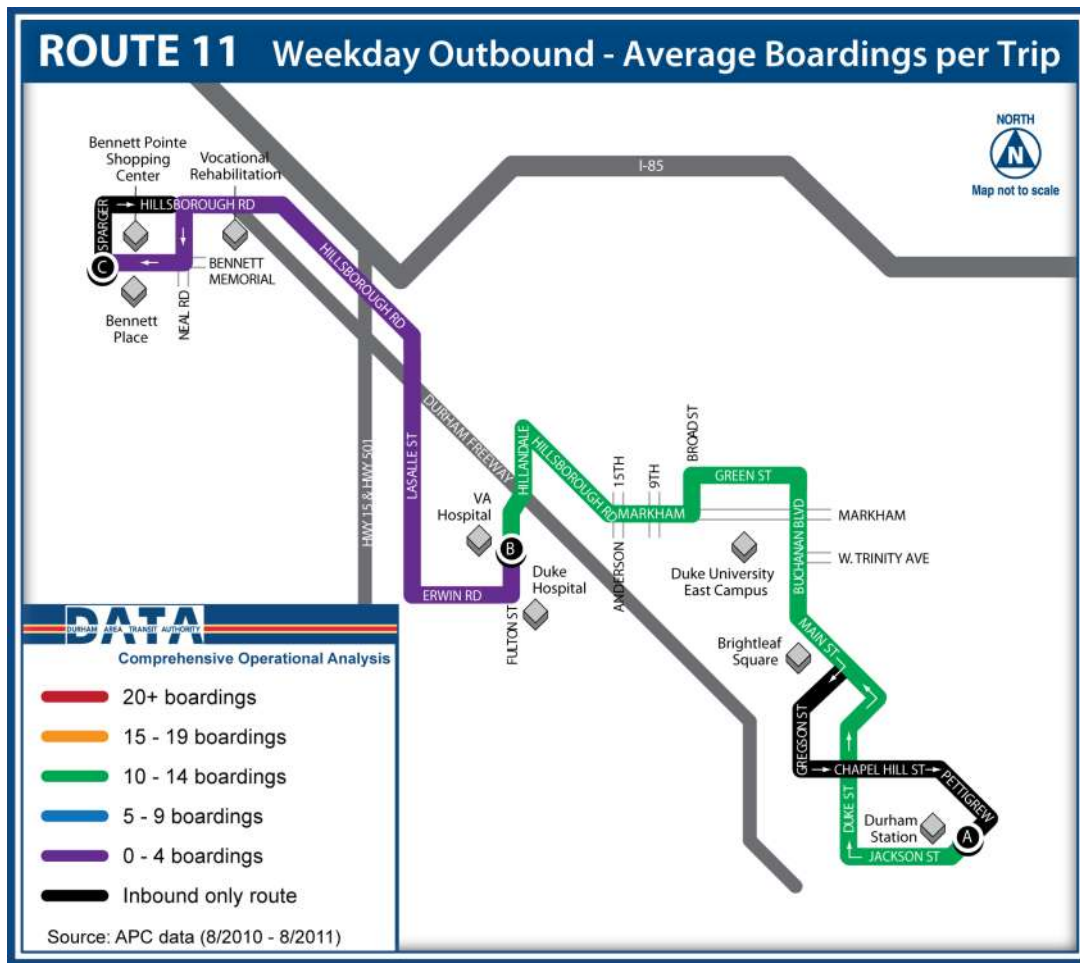 ROUTE 11 Weekday Outbound - Average Boardings per Trip
NORTH
N
Map not to scale
I-85
Bennett Pointe
Shopping
Center
Vocational
Rehabilitation
HILLSBOROUGH RD
SPARGER
C
BENNETT
MEMORIAL
NEAL RD
Bennett
Place
HILLSBOROUGH RD
HWY 15 & HWY 501
LASALLE ST
DURHAM FREEWAY
HILLANDALE
HILLSBOROUGH RD
VA
Hospital
B
Duke
Hospital
ERWIN RD
FULTON ST
ANDERSON
15TH
9TH
MARKHAM
BROAD ST
GREEN ST
BUCHANAN BLVD
MARKHAM
W. TRINITY AVE
Duke University
East Campus
MAIN ST
Brightleaf
Square
GREGSON ST
CHAPEL HILL ST
PETTIGREW
DUKE ST
Durham
Station
A
JACKSON ST
DATA
DURHAM AREA TRANSIT AUTHORITY
Comprehensive Operational Analysis
20+ boardings
15 - 19 boardings
10 - 14 boardings
5 - 9 boardings
0 - 4 boardings
Inbound only route
Source: APC data (8/2010 - 8/2011)